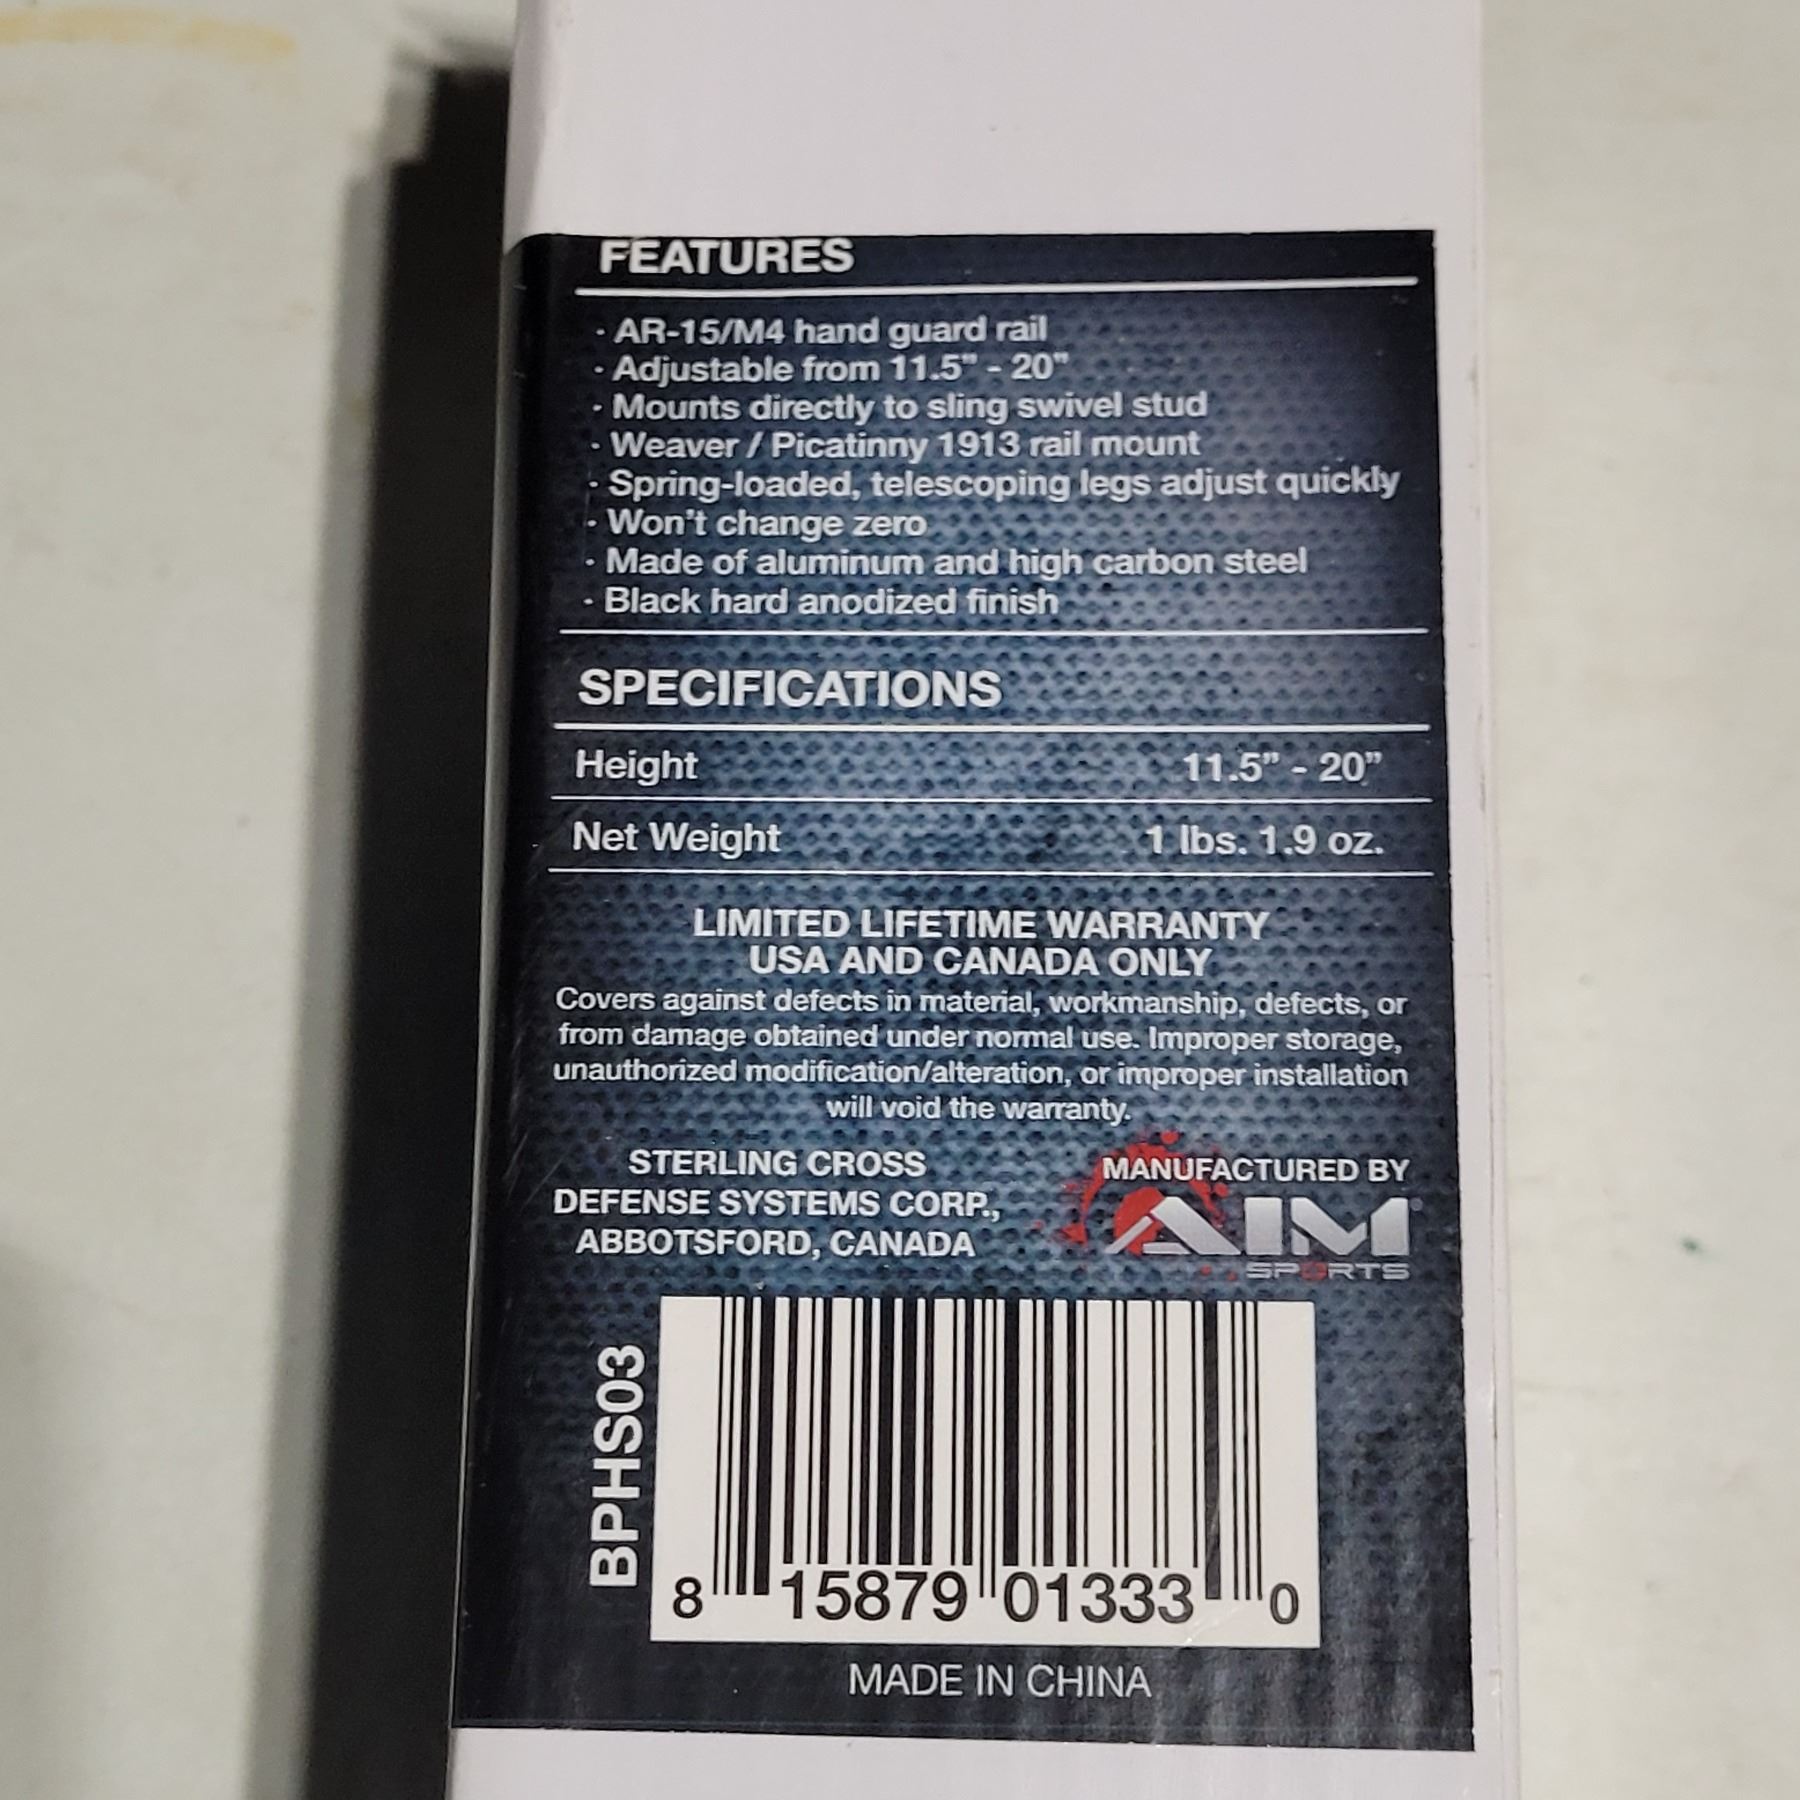 FEATURES
· AR-15/M4 hand guard rail
· Adjustable from 11.5" - 20"
· Mounts directly to sling swivel stud
· Weaver / Picatinny 1913 rail mount
· Spring-loaded, telescoping legs adjust quickly
· Won't change zero
· Made of aluminum and high carbon steel
· Black hard anodized finish
SPECIFICATIONS
Height 11.5” - 20”
Net Weight 1 lbs. 1.9 oz.
LIMITED LIFETIME WARRANTY
USA AND CANADA ONLY
Covers against defects in material, workmanship, defects, or
from damage obtained under normal use. Improper storage,
unauthorized modification/alteration, or improper installation
will void the warranty.
STERLING CROSS
DEFENSE SYSTEMS CORP.,
ABBOTSFORD, CANADA
MANUFACTURED BY
AIM
SPORTS
BPHS03
8 15879 01333 0
MADE IN CHINA